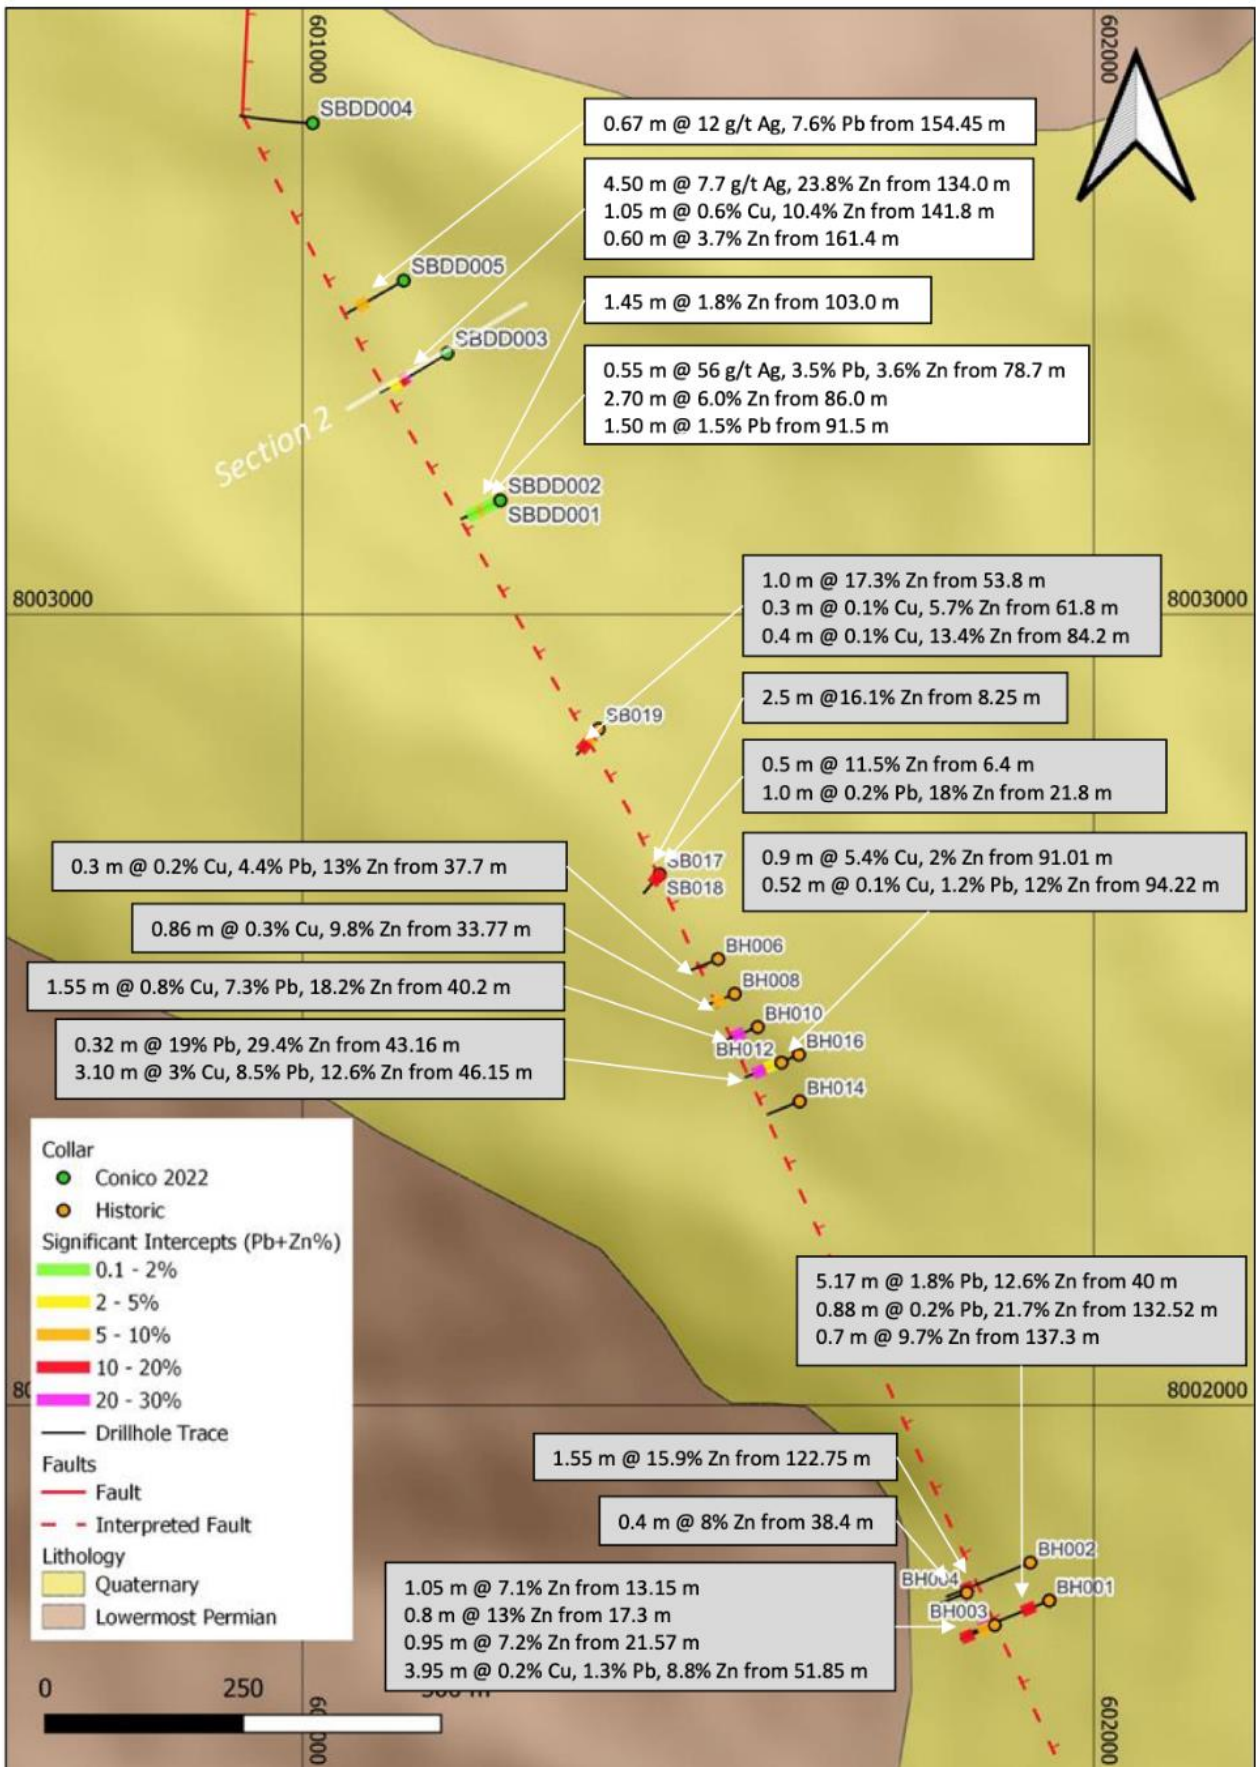 601000
602000
SBDD004
0.67 m @ 12 g/t Ag, 7.6% Pb from 154.45 m
4.50 m @ 7.7 g/t Ag, 23.8% Zn from 134.0 m
1.05 m @ 0.6% Cu, 10.4% Zn from 141.8 m
0.60 m @ 3.7% Zn from 161.4 m
SBDD005
1.45 m @ 1.8% Zn from 103.0 m
SBDD003
0.55 m @ 56 g/t Ag, 3.5% Pb, 3.6% Zn from 78.7 m
2.70 m @ 6.0% Zn from 86.0 m
1.50 m @ 1.5% Pb from 91.5 m
Section 2
SBDD002
SBDD001
8003000
8003000
1.0 m @ 17.3% Zn from 53.8 m
0.3 m @ 0.1% Cu, 5.7% Zn from 61.8 m
0.4 m @ 0.1% Cu, 13.4% Zn from 84.2 m
2.5 m @16.1% Zn from 8.25 m
SB019
0.5 m @ 11.5% Zn from 6.4 m
1.0 m @ 0.2% Pb, 18% Zn from 21.8 m
SB017
SB018
0.9 m @ 5.4% Cu, 2% Zn from 91.01 m
0.52 m @ 0.1% Cu, 1.2% Pb, 12% Zn from 94.22 m
0.3 m @ 0.2% Cu, 4.4% Pb, 13% Zn from 37.7 m
0.86 m @ 0.3% Cu, 9.8% Zn from 33.77 m
1.55 m @ 0.8% Cu, 7.3% Pb, 18.2% Zn from 40.2 m
0.32 m @ 19% Pb, 29.4% Zn from 43.16 m
3.10 m @ 3% Cu, 8.5% Pb, 12.6% Zn from 46.15 m
BH006
BH008
BH010
BH012
BH016
BH014
Collar
Conico 2022
Historic
Significant Intercepts (Pb+Zn%)
0.1 - 2%
2 - 5%
5 - 10%
10 - 20%
20 - 30%
Drillhole Trace
Faults
Fault
Interpreted Fault
Lithology
Quaternary
Lowermost Permian
5.17 m @ 1.8% Pb, 12.6% Zn from 40 m
0.88 m @ 0.2% Pb, 21.7% Zn from 132.52 m
0.7 m @ 9.7% Zn from 137.3 m
8002000
1.55 m @ 15.9% Zn from 122.75 m
0.4 m @ 8% Zn from 38.4 m
1.05 m @ 7.1% Zn from 13.15 m
0.8 m @ 13% Zn from 17.3 m
0.95 m @ 7.2% Zn from 21.57 m
3.95 m @ 0.2% Cu, 1.3% Pb, 8.8% Zn from 51.85 m
BH002
BH004
BH001
BH003
0
250
602000